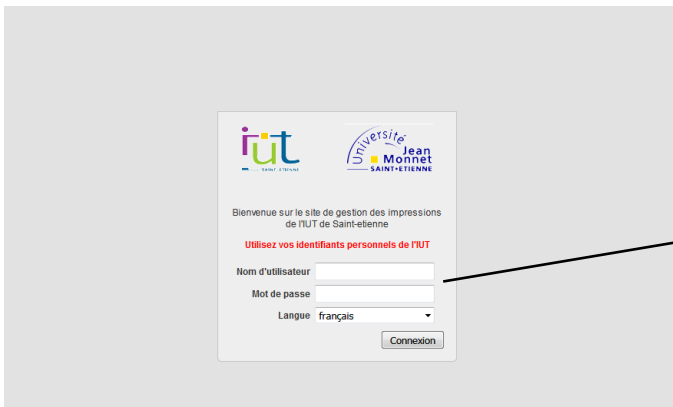 iut
SAINT-ETIENNE
Université
Jean
Monnet
SAINT-ETIENNE
Bienvenue sur le site de gestion des impressions
de l'IUT de Saint-etienne
Utilisez vos identifiants personnels de l'IUT
Nom d'utilisateur
Mot de passe
Langue français
Connexion